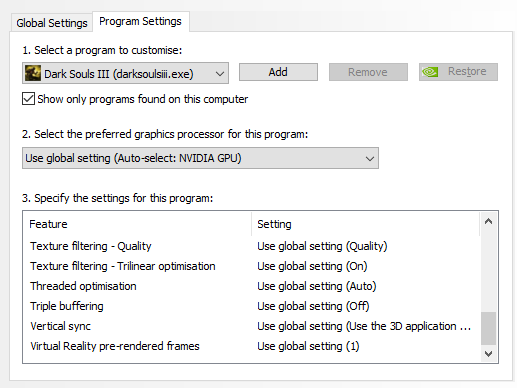 Global Settings
Program Settings
1. Select a program to customise:
Dark Souls III (darksoulsiii.exe)
Add
Remove
Restore
Show only programs found on this computer
2. Select the preferred graphics processor for this program:
Use global setting (Auto-select: NVIDIA GPU)
3. Specify the settings for this program:
Feature Setting
Texture filtering - Quality Use global setting (Quality)
Texture filtering - Trilinear optimisation Use global setting (On)
Threaded optimisation Use global setting (Auto)
Triple buffering Use global setting (Off)
Vertical sync Use global setting (Use the 3D application ...
Virtual Reality pre-rendered frames Use global setting (1)